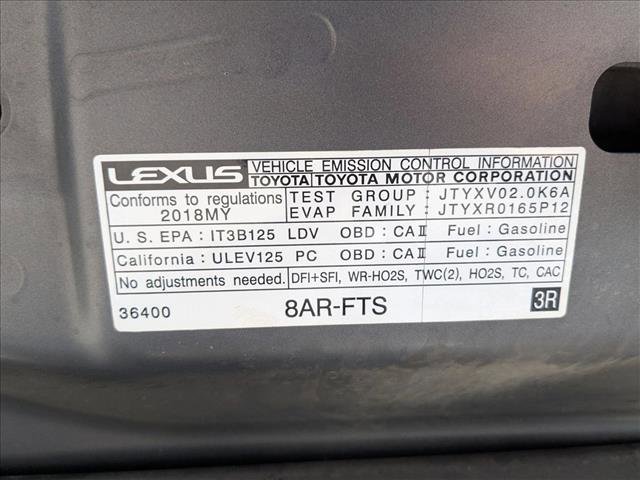 LEXUS VEHICLE EMISSION CONTROL INFORMATION
TOYOTA TOYOTA MOTOR CORPORATION
Conforms to regulations TEST GROUP : JTYXV02.0K6A
2018MY EVAP FAMILY : JTYXR0165P12
U. S. EPA : IT3B125 LDV OBD : CAⅡ Fuel : Gasoline
California : ULEV125 PC OBD : CAⅡ Fuel : Gasoline
No adjustments needed. DFI+SFI, WR-HO2S, TWC(2), HO2S, TC, CAC
36400 8AR-FTS 3R